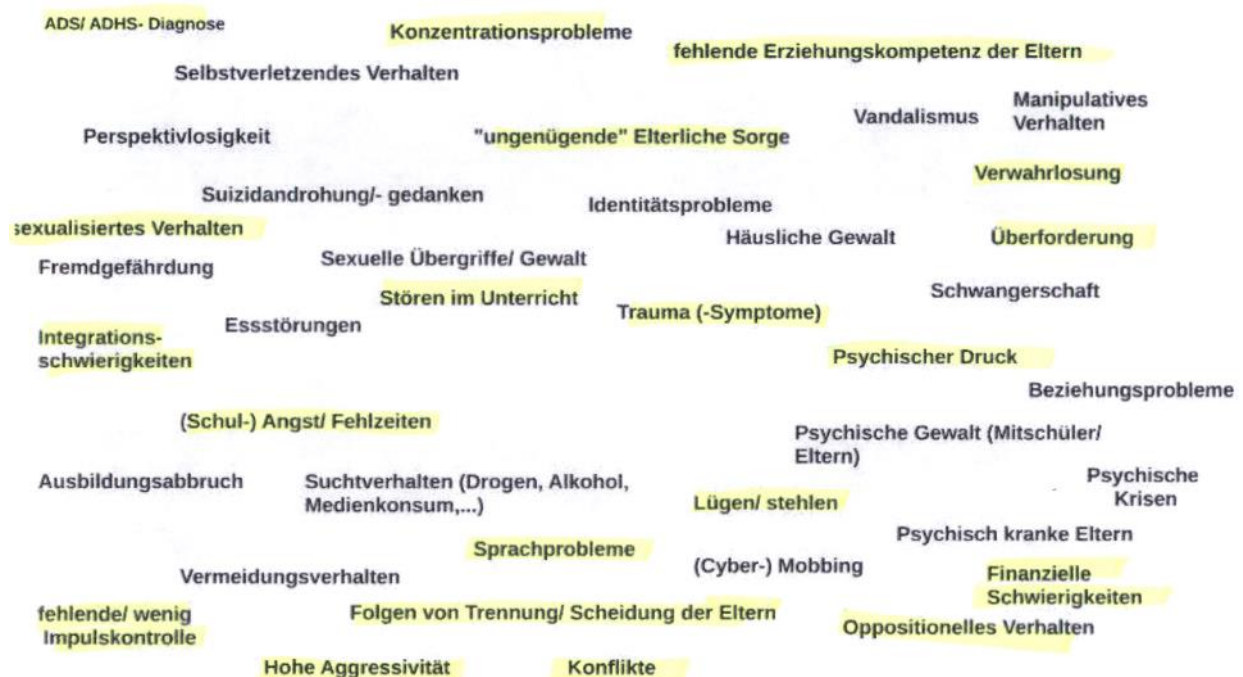 ADS/ ADHS- Diagnose
Konzentrationsprobleme
fehlende Erziehungskompetenz der Eltern
Selbstverletzendes Verhalten
Manipulatives
Verhalten
Vandalismus
Perspektivlosigkeit
"ungenügende" Elterliche Sorge
Verwahrlosung
Suizidandrohung/- gedanken
Identitätsprobleme
sexualisiertes Verhalten
Häusliche Gewalt
Überforderung
Fremdgefährdung
Sexuelle Übergriffe/ Gewalt
Stören im Unterricht
Schwangerschaft
Trauma (-Symptome)
Essstörungen
Integrations-
schwierigkeiten
Psychischer Druck
Beziehungsprobleme
(Schul-) Angst/ Fehlzeiten
Psychische Gewalt (Mitschüler/
Eltern)
Ausbildungsabbruch
Suchtverhalten (Drogen, Alkohol,
Medienkonsum,...)
Lügen/ stehlen
Psychische
Krisen
Psychisch kranke Eltern
Sprachprobleme
(Cyber-) Mobbing
Vermeidungsverhalten
Finanzielle
Schwierigkeiten
fehlende/ wenig
Impulskontrolle
Folgen von Trennung/ Scheidung der Eltern
Oppositionelles Verhalten
Hohe Aggressivität
Konflikte